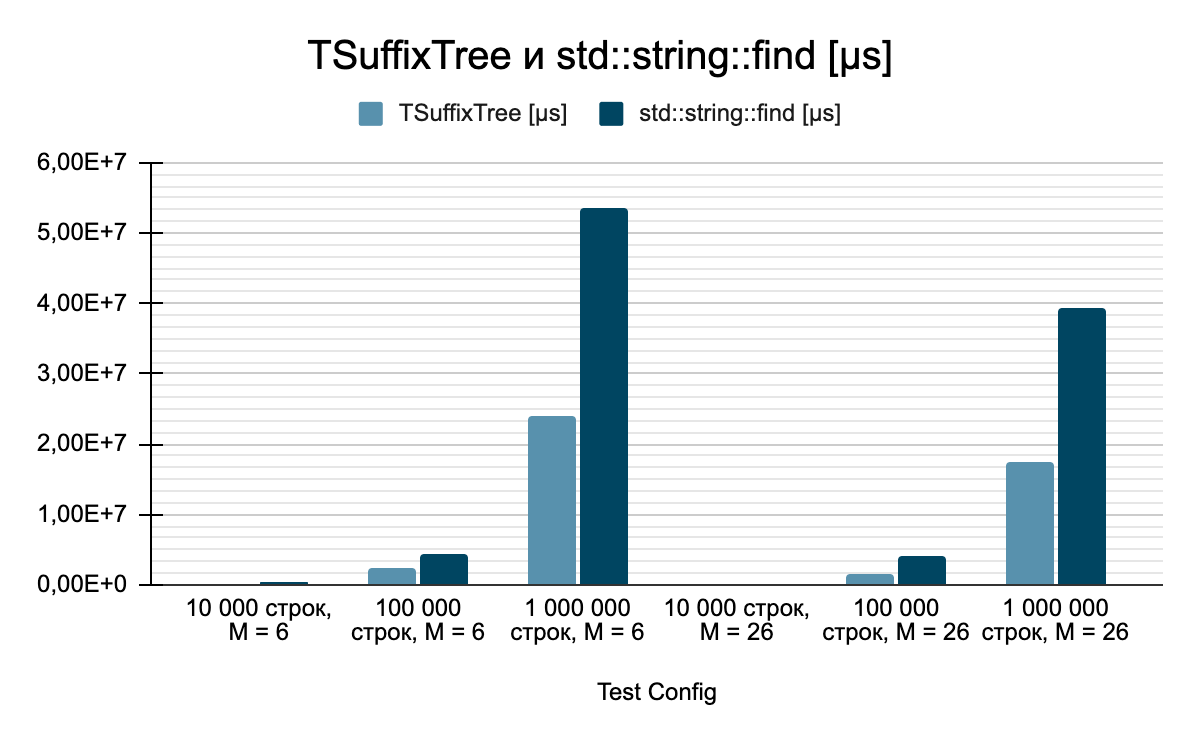 TSuffixTree и std::string::find [µs]
TSuffixTree [µs]
std::string::find [µs]
6,00E+7
5,00E+7
4,00E+7
3,00E+7
2,00E+7
1,00E+7
0,00E+0
10 000 строк,
M = 6
100 000
строк, M = 6
1 000 000
строк, M = 6
10 000 строк,
M = 26
100 000
строк, M = 26
1 000 000
строк, M = 26
Test Config